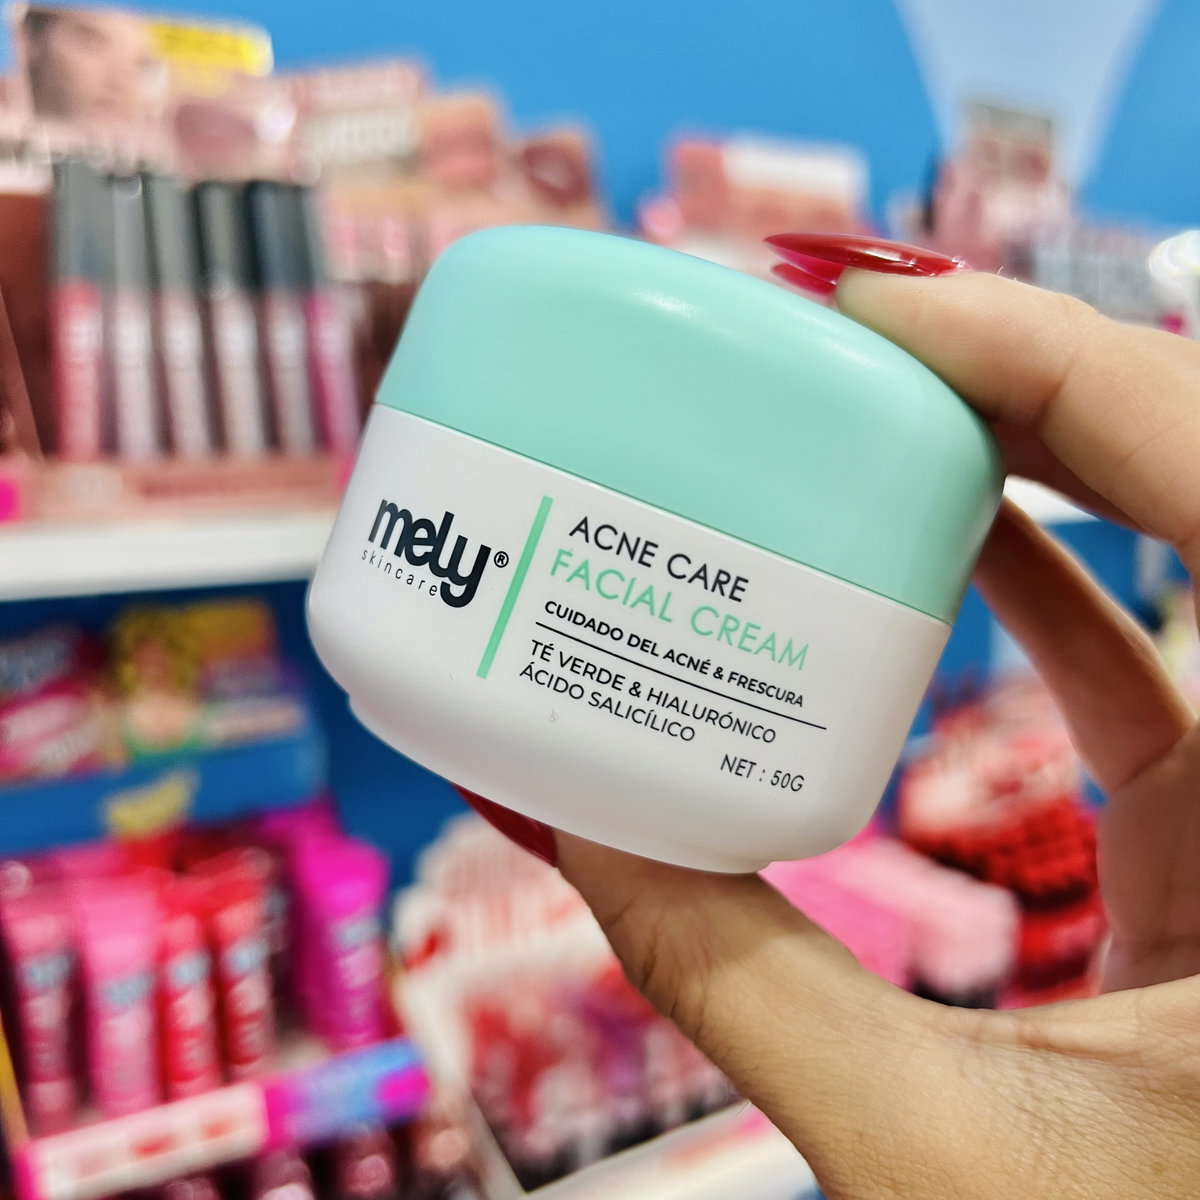 mely®
skincare
ACNE CARE
FACIAL CREAM
CUIDADO DEL ACNÉ & FRESCURA
TÉ VERDE & HIALURÓNICO
ÁCIDO SALICÍLICO
NET : 50G